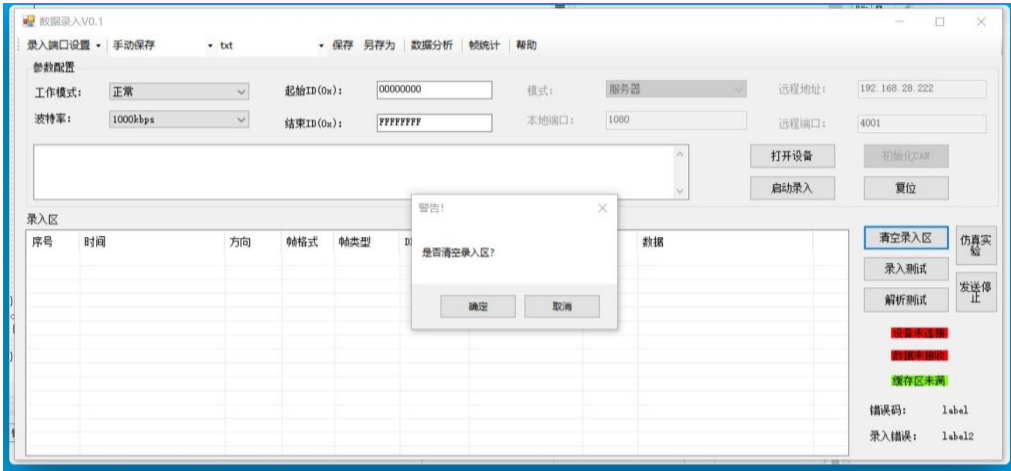 数据录入V0.1
录入端口设置 手动保存 txt 保存 另存为 数据分析 帧统计 帮助
参数配置
工作模式: 正常 起始ID(0x): 00000000 模式: 服务器 远程地址: 192.168.28.222
波特率: 1000kbps 结束ID(0x): FFFFFFFF 本地端口: 1080 远程端口: 4001
打开设备 初始化CAN
启动录入 复位
警告!
录入区
序号 时间 方向 帧格式 帧类型 数据
是否清空录入区?
确定 取消
清空录入区
录入测试
解析测试
仿真实
验
发送停
止
设备未连接
数据未接收
缓存区未满
错误码: label
录入错误: label2